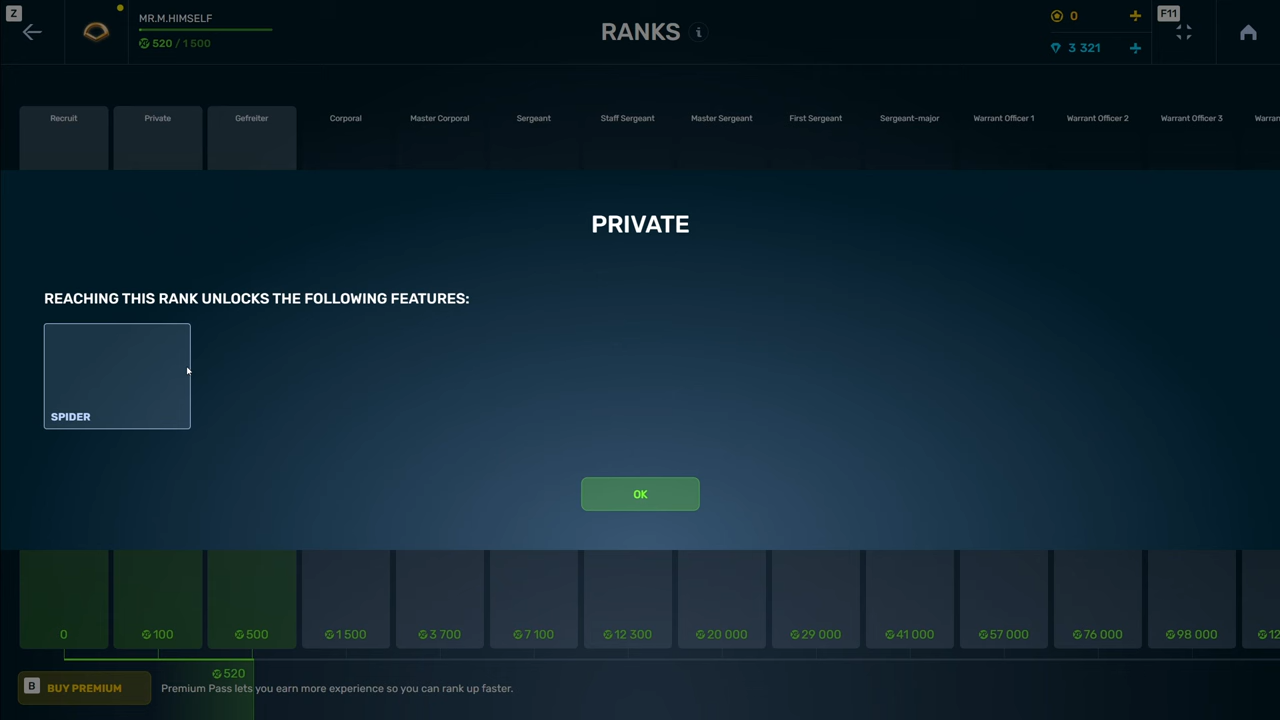 Z
MR.M.HIMSELF
520 / 1 500
RANKS
i
0
3 321
F11
Recruit
Private
Gefreiter
Corporal
Master Corporal
Sergeant
Staff Sergeant
Master Sergeant
First Sergeant
Sergeant-major
Warrant Officer 1
Warrant Officer 2
Warrant Officer 3
PRIVATE
REACHING THIS RANK UNLOCKS THE FOLLOWING FEATURES:
SPIDER
OK
0
100
500
1 500
3 700
7 100
12 300
20 000
29 000
41 000
57 000
76 000
98 000
520
B
BUY PREMIUM
Premium Pass lets you earn more experience so you can rank up faster.